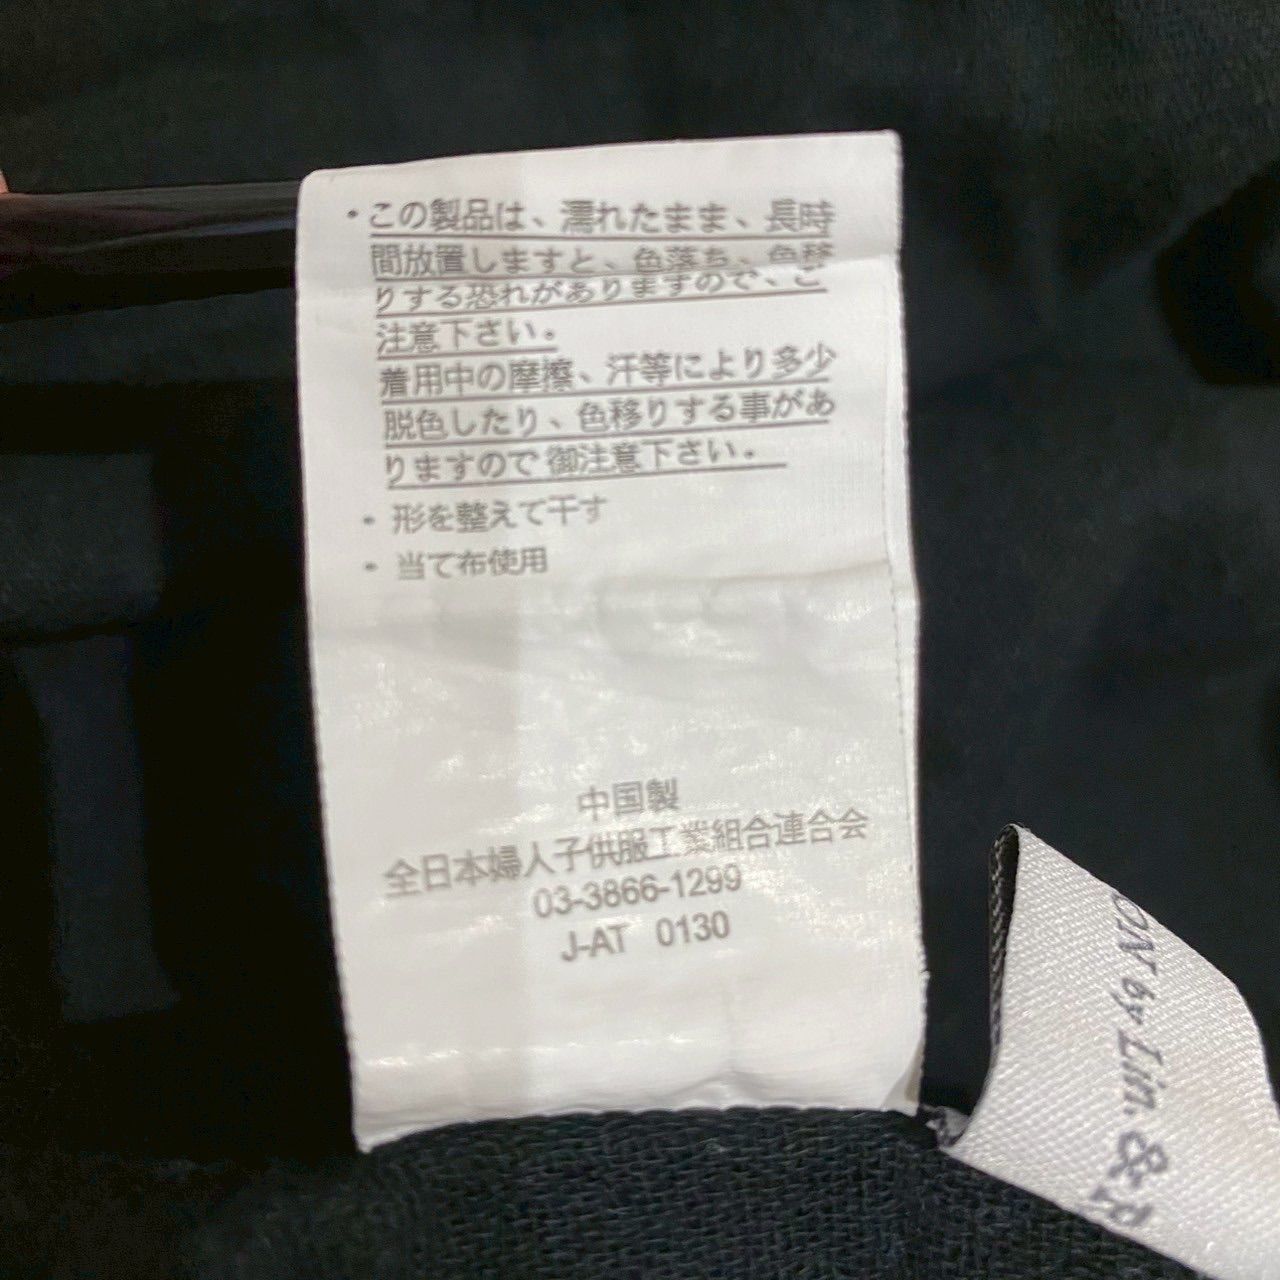 ・この製品は、濡れたまま、長時
間放置しますと、色落ち、色移
りする恐れがありますので、ご
注意下さい。
着用中の摩擦、汗等により多少
脱色したり、色移りする事があ
りますので御注意下さい。
・形を整えて干す
・当て布使用
中国製
全日本婦人子供服工業組合連合会
03-3866-1299
J-AT 0130
ON by Lin. &